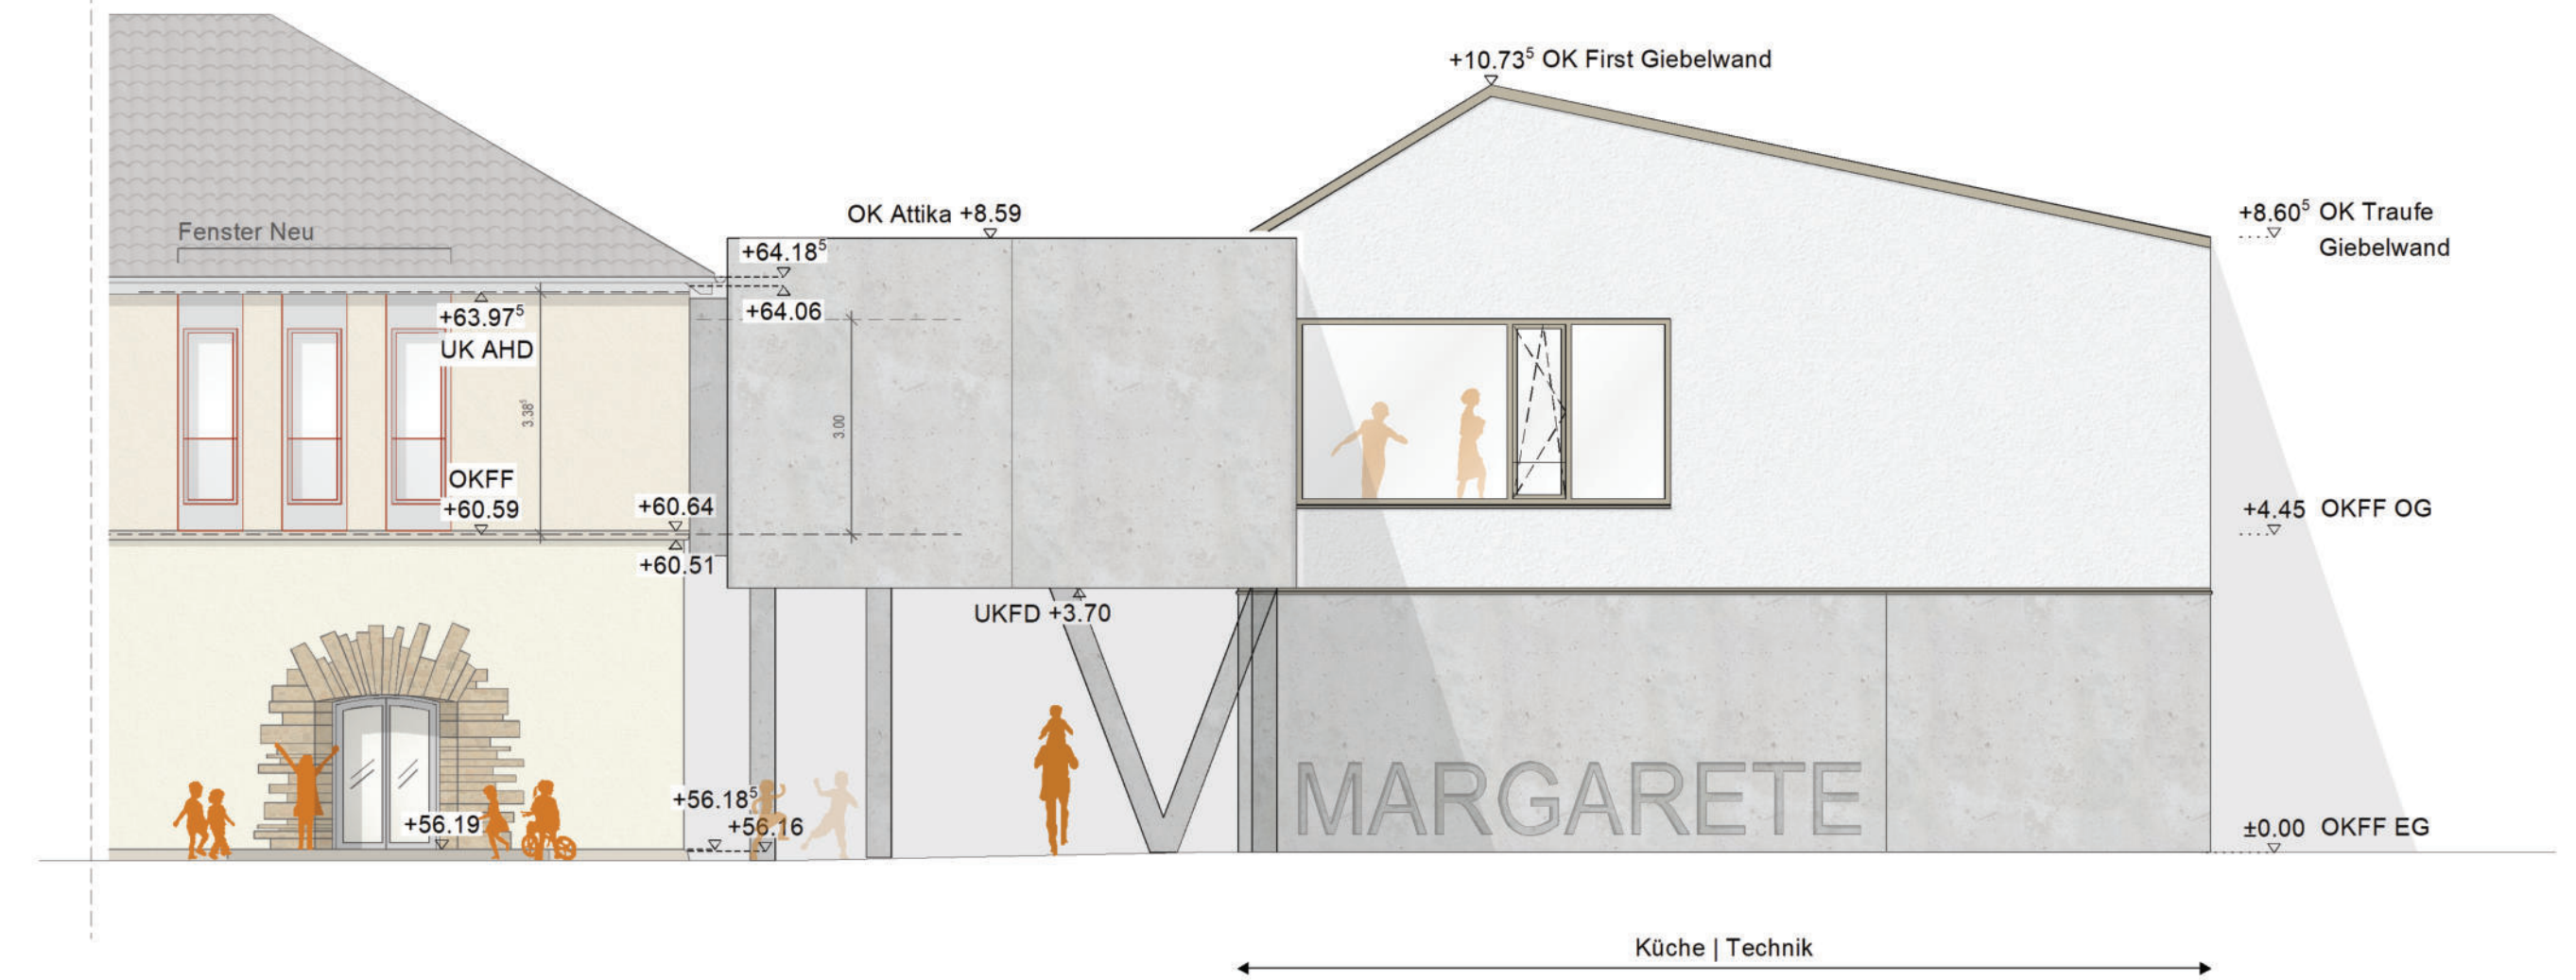 +10.73⁵ OK First Giebelwand
OK Attika +8.59
+8.60⁵ OK Traufe
Giebelwand
Fenster Neu
+64.18⁵
+64.06
+63.97⁵
UK AHD
3.38⁵
3.00
OKFF
+60.59
+60.64
+60.51
+4.45 OKFF OG
UKFD +3.70
MARGARETE
+56.18⁵
+56.19
+56.16
±0.00 OKFF EG
Küche | Technik